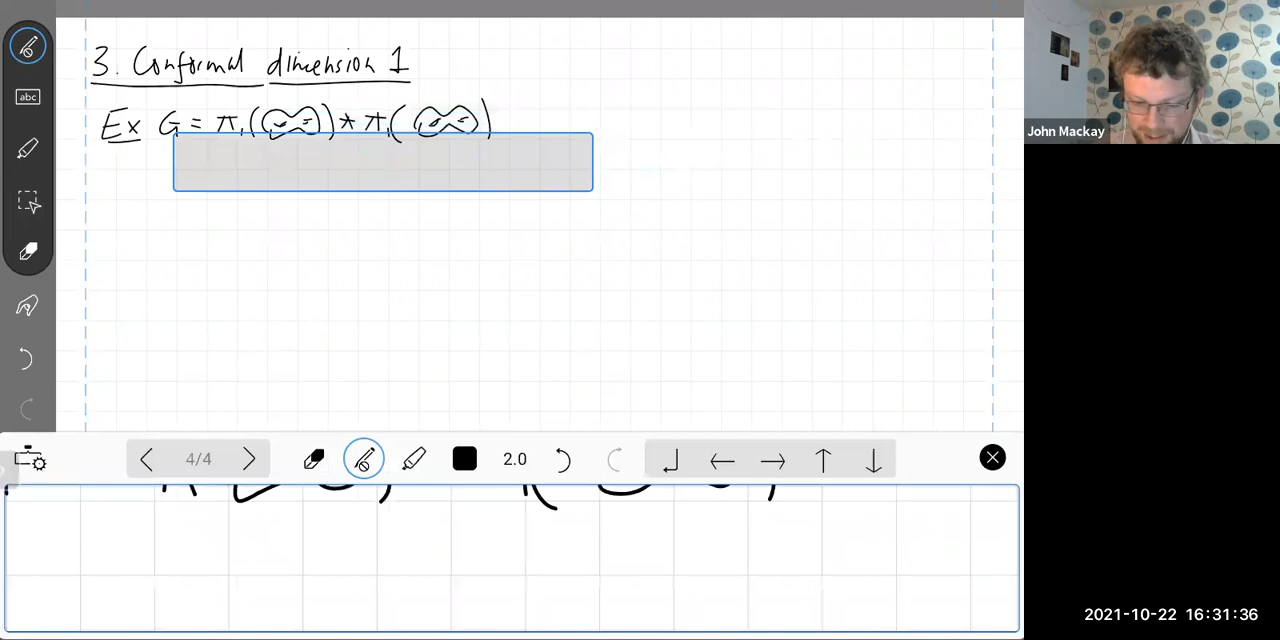 3. Conformal dimension 1
Ex G = π₁( ) * π₁( )
abc
John Mackay
4/4
2.0
2021-10-22 16:31:36